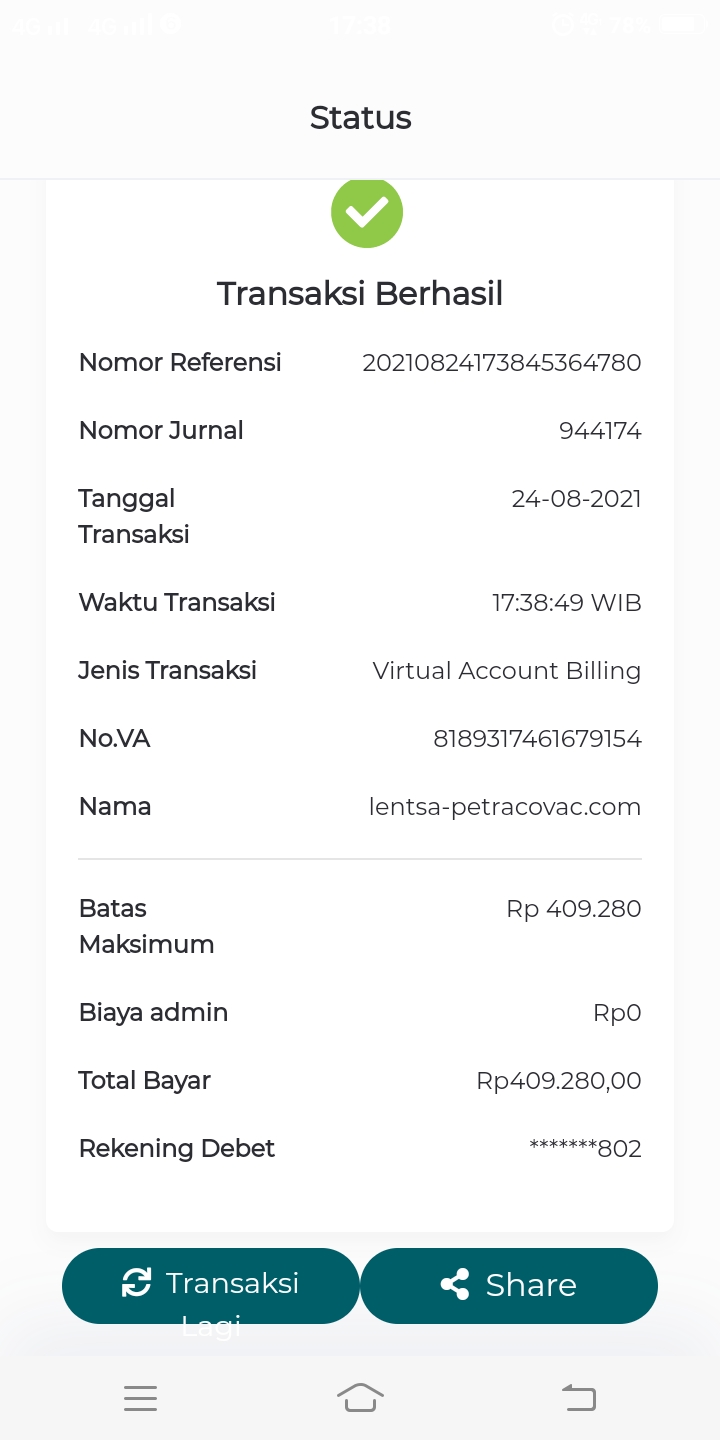 4G 4G
17:38
78%
Status
Transaksi Berhasil
Nomor Referensi 20210824173845364780
Nomor Jurnal 944174
Tanggal 24-08-2021
Transaksi
Waktu Transaksi 17:38:49 WIB
Jenis Transaksi Virtual Account Billing
No.VA 8189317461679154
Nama lentsa-petracovac.com
Batas Rp 409.280
Maksimum
Biaya admin Rp0
Total Bayar Rp409.280,00
Rekening Debet *******802
Transaksi
Lagi
Share